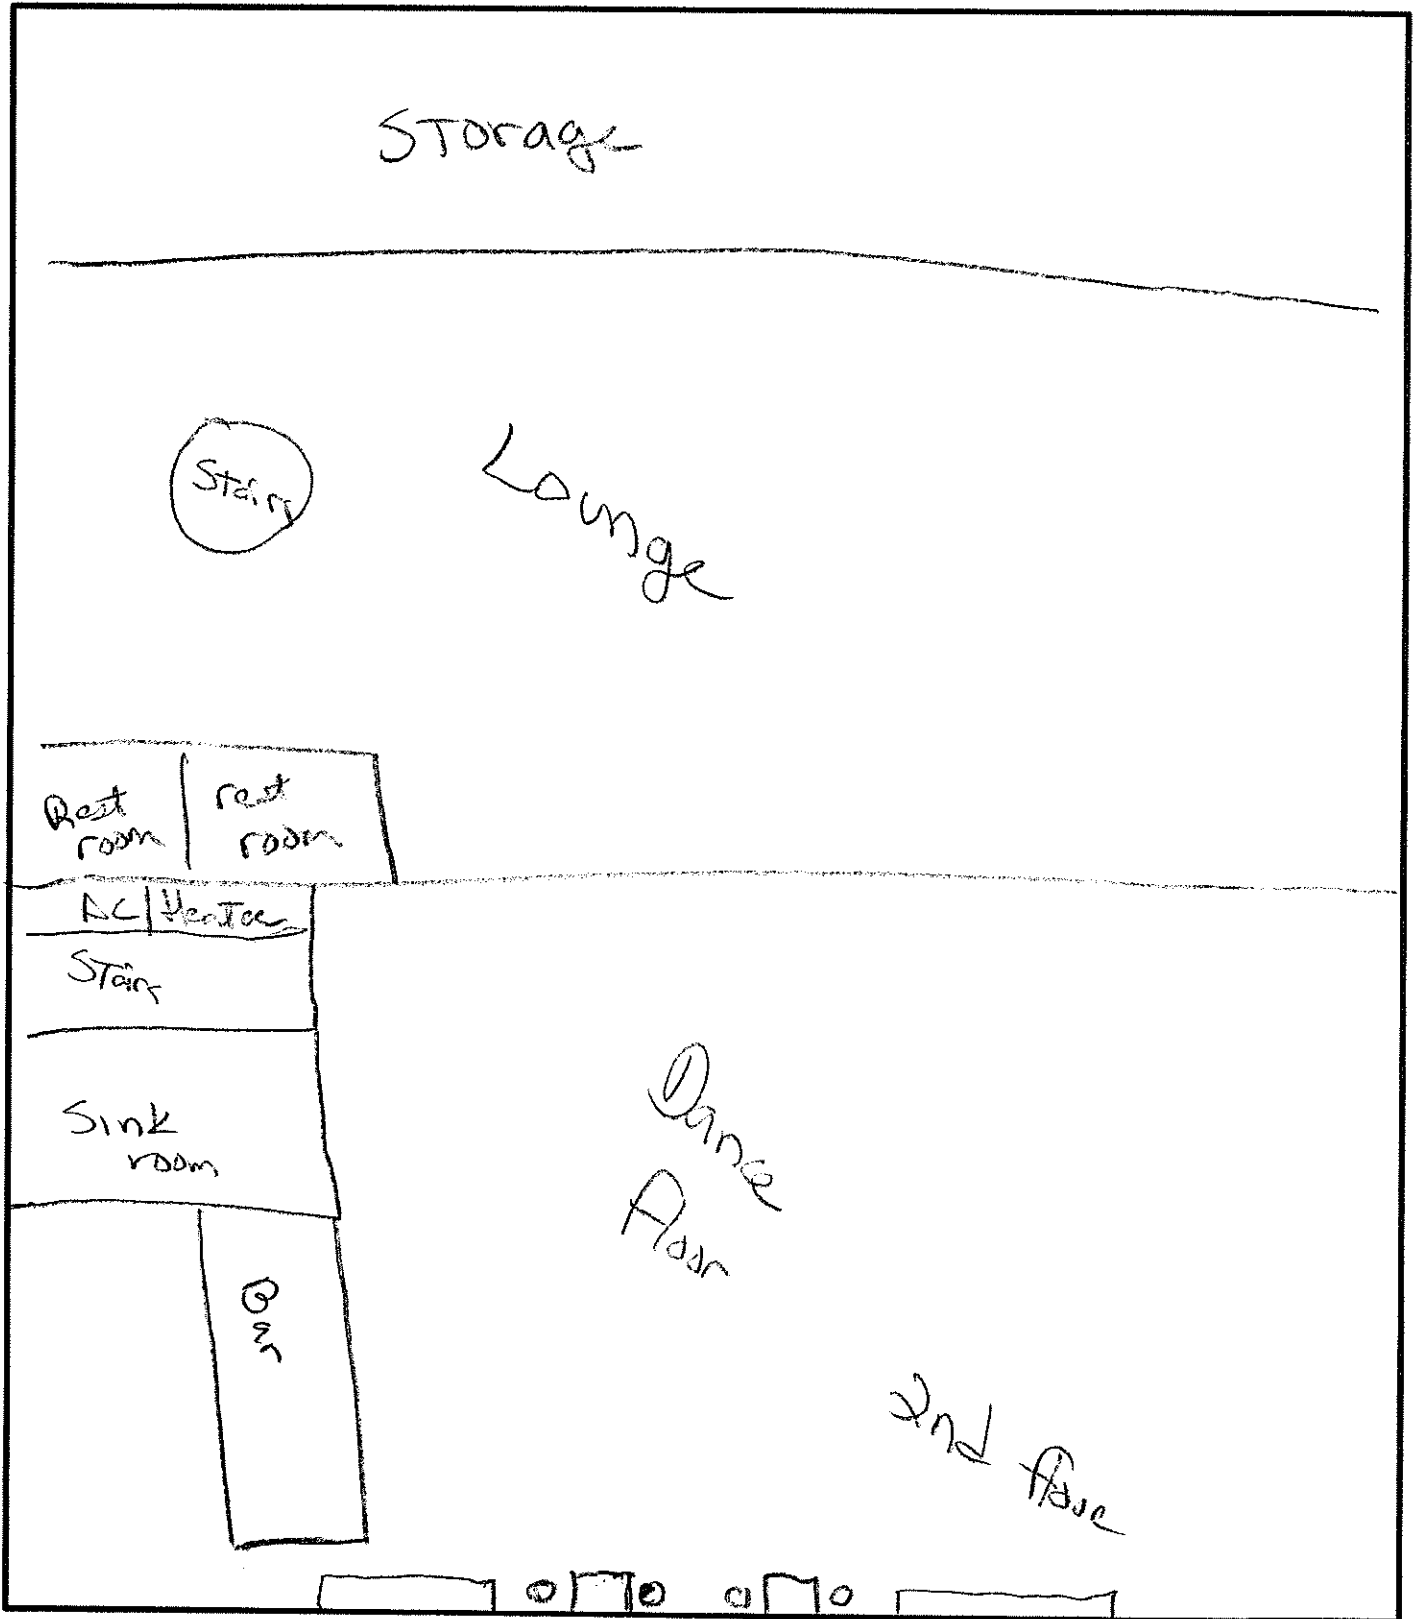 Storage
Stairs
Lounge
Rest
room
rest
room
AC
Heater
Stairs
Sink
room
Dance
floor
Bar
2nd floor